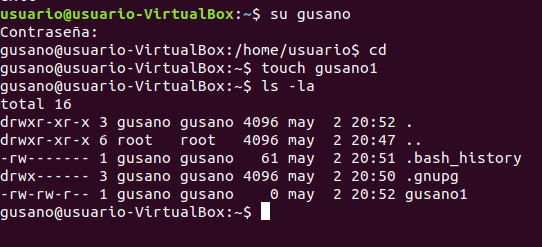 usuario@usuario-VirtualBox:~$ su gusano
Contraseña:
gusano@usuario-VirtualBox:/home/usuario$ cd
gusano@usuario-VirtualBox:~$ touch gusano1
gusano@usuario-VirtualBox:~$ ls -la
total 16
drwxr-xr-x 3 gusano gusano 4096 may  2 20:52 .
drwxr-xr-x 6 root   root   4096 may  2 20:47 ..
-rw------- 1 gusano gusano   61 may  2 20:51 .bash_history
drwx------ 3 gusano gusano 4096 may  2 20:50 .gnupg
-rw-rw-r-- 1 gusano gusano    0 may  2 20:52 gusano1
gusano@usuario-VirtualBox:~$